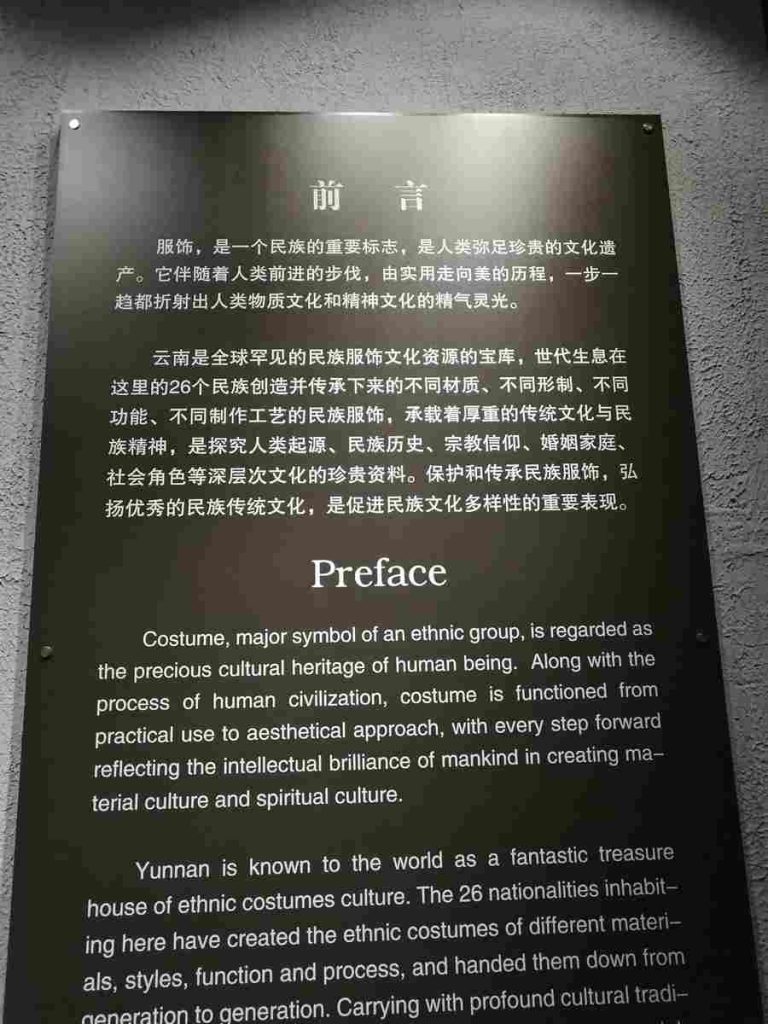 前 言
服饰，是一个民族的重要标志，是人类弥足珍贵的文化遗
产。它伴随着人类前进的步伐，由实用走向美的历程，一步一
趋都折射出人类物质文化和精神文化的精气灵光。
云南是全球罕见的民族服饰文化资源的宝库，世代生息在
这里的26个民族创造并传承下来的不同材质、不同形制、不同
功能、不同制作工艺的民族服饰，承载着厚重的传统文化与民
族精神，是探究人类起源、民族历史、宗教信仰、婚姻家庭、
社会角色等深层次文化的珍贵资料。保护和传承民族服饰，弘
扬优秀的民族传统文化，是促进民族文化多样性的重要表现。
Preface
Costume, major symbol of an ethnic group, is regarded as
the precious cultural heritage of human being. Along with the
process of human civilization, costume is functioned from
practical use to aesthetical approach, with every step forward
reflecting the intellectual brilliance of mankind in creating ma-
terial culture and spiritual culture.
Yunnan is known to the world as a fantastic treasure
house of ethnic costumes culture. The 26 nationalities inhabit-
ing here have created the ethnic costumes of different materi-
als, styles, function and process, and handed them down from
generation to generation. Carrying with profound cultural tradi-